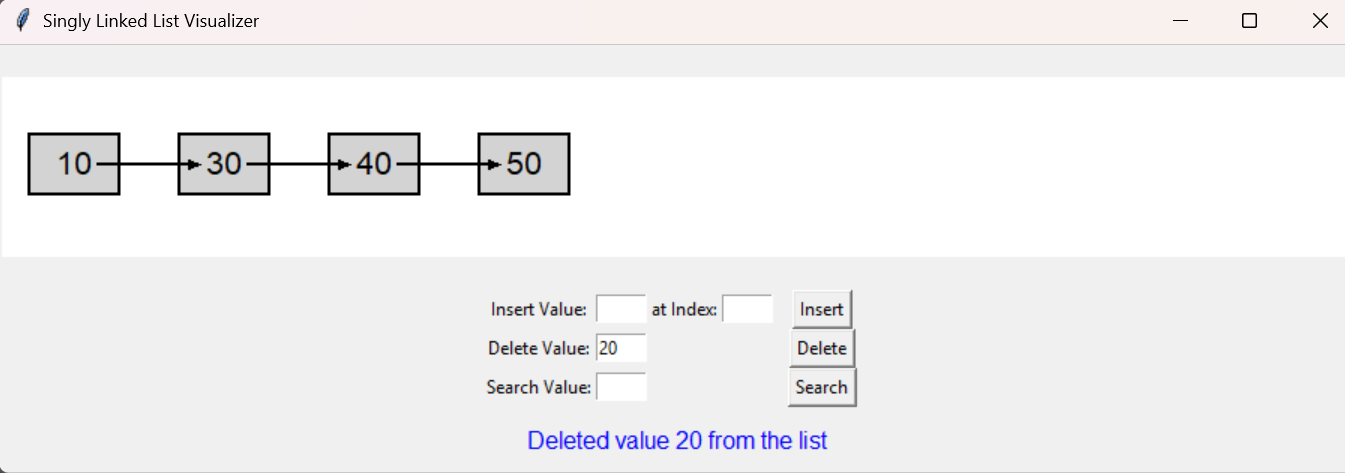 Singly Linked List Visualizer
10 30 40 50
Insert Value: at Index: Insert
Delete Value: 20 Delete
Search Value: Search
Deleted value 20 from the list